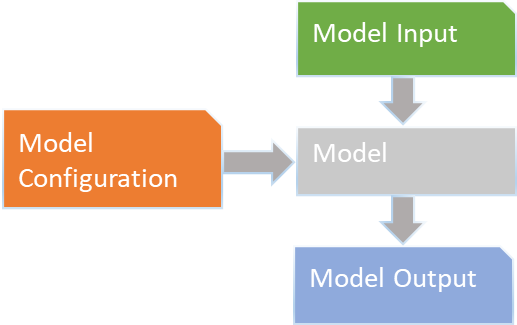 Model Input
Model
Configuration
Model
Model Output